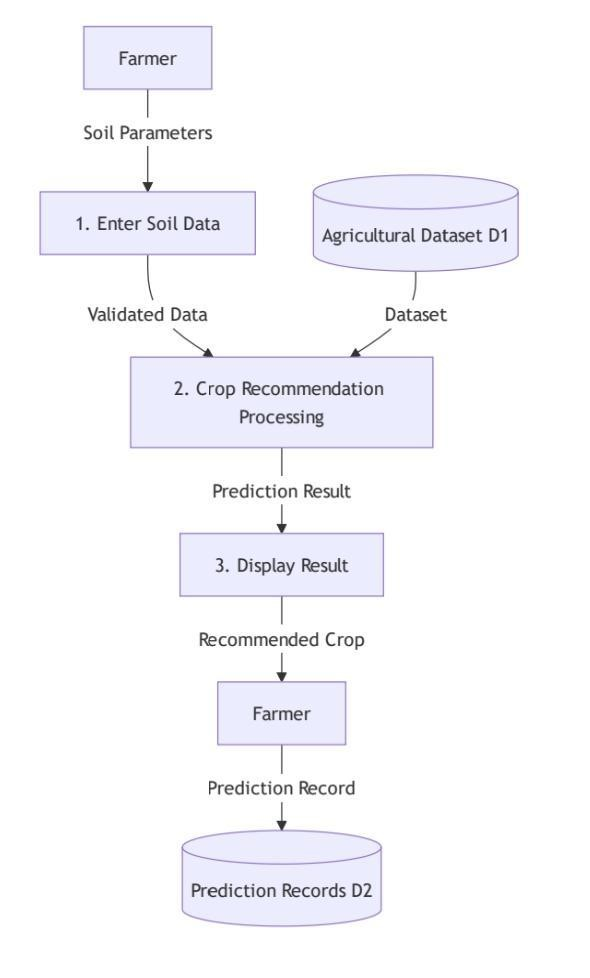 Farmer
Soil Parameters
1. Enter Soil Data
Agricultural Dataset D1
Validated Data
Dataset
2. Crop Recommendation
Processing
Prediction Result
3. Display Result
Recommended Crop
Farmer
Prediction Record
Prediction Records D2